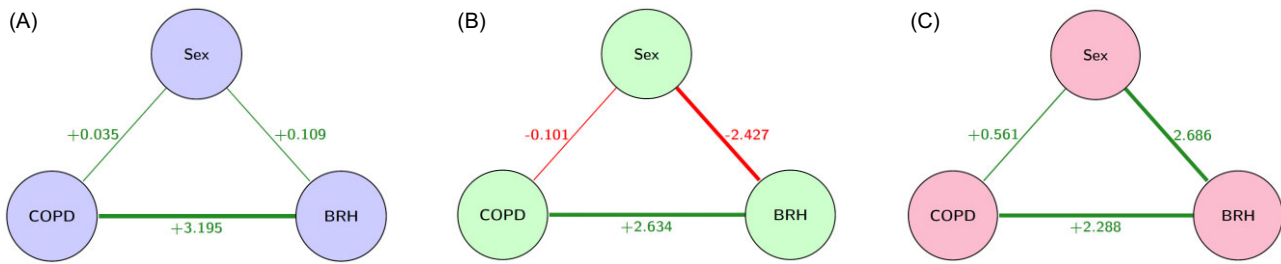 (A)
Sex
+0.035
+0.109
COPD
+3.195
BRH
(B)
Sex
-0.101
-2.427
COPD
+2.634
BRH
(C)
Sex
+0.561
2.686
COPD
+2.288
BRH